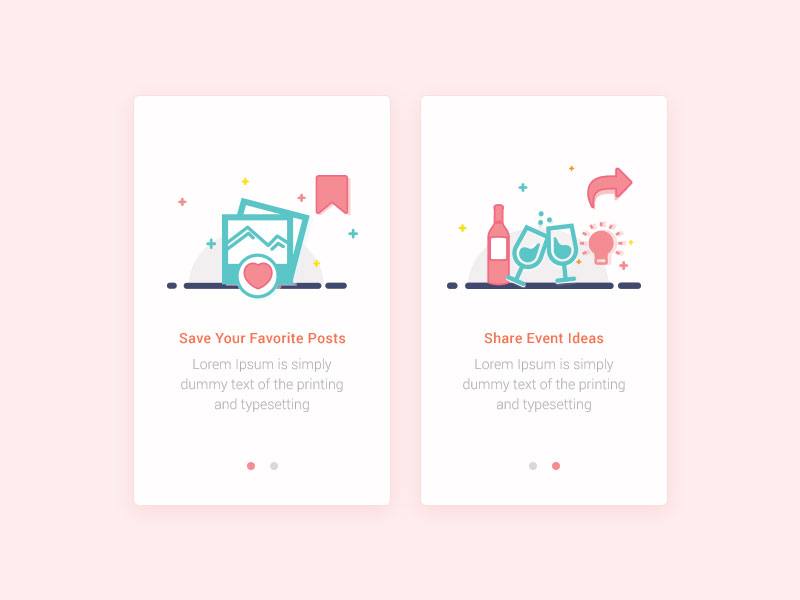 Save Your Favorite Posts
Lorem Ipsum is simply
dummy text of the printing
and typesetting
Share Event Ideas
Lorem Ipsum is simply
dummy text of the printing
and typesetting